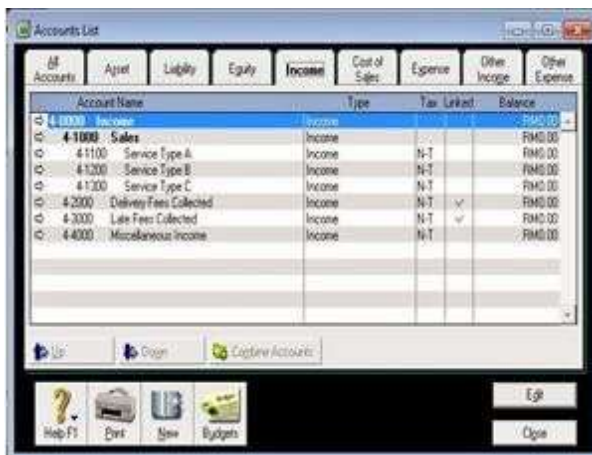 Accounts List
All Accounts Asset Liability Equity Income Cost of Sales Expense Other Income Other Expense
Account Name Type Tax Linked Balance
4-0000 Income Income RM0.00
4-1000 Sales Income RM0.00
4-1100 Service Type A Income N-T RM0.00
4-1200 Service Type B Income N-T RM0.00
4-1300 Service Type C Income N-T RM0.00
4-2000 Delivery Fees Collected Income N-T RM0.00
4-3000 Late Fees Collected Income N-T RM0.00
4-4000 Miscellaneous Income Income N-T RM0.00
Up Down Combine Accounts
Help F1 Print New Budgets
Edit
Close